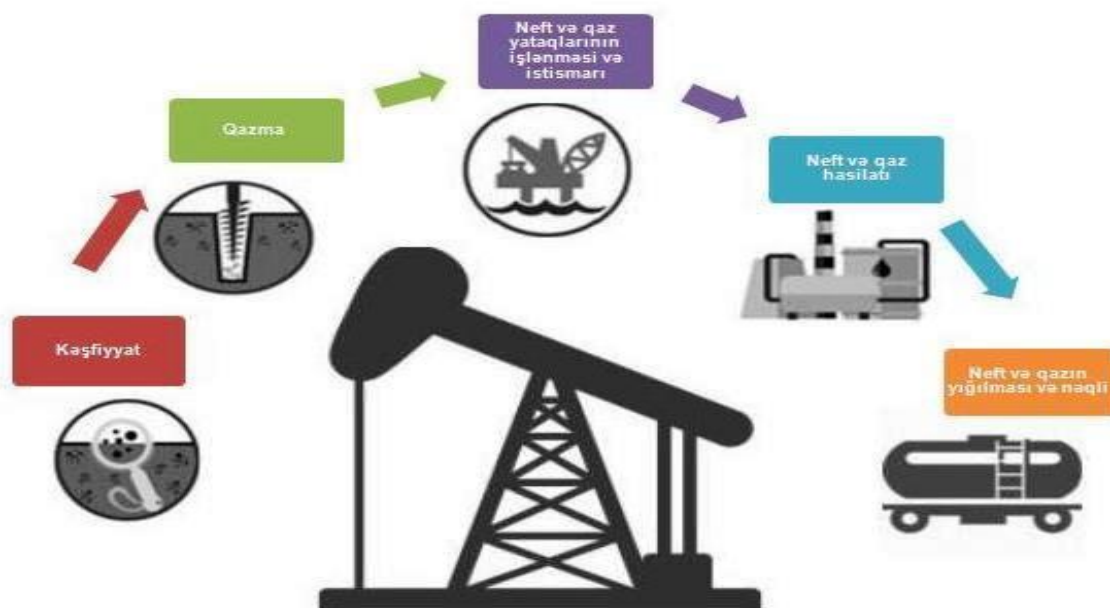 Kəşfiyyat
Qazma
Neft və qaz
yataqlarının
işlənməsi və
istismarı
Neft və qaz
hasilatı
Neft və qazın
yığılması və nəqli